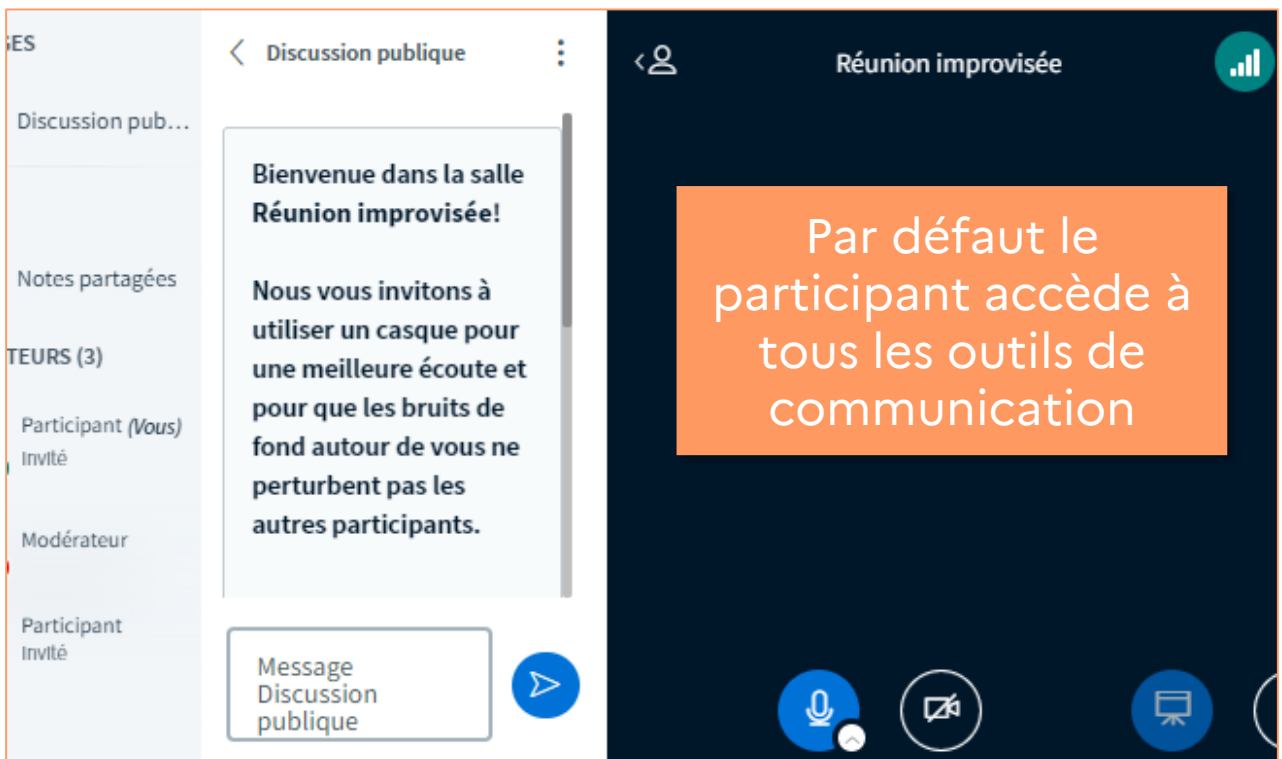 GES
Discussion pub...
Notes partagées
TEURS (3)
Participant (Vous)
Invité
Modérateur
Participant
Invité
Discussion publique
Bienvenue dans la salle
Réunion improvisée!
Nous vous invitons à
utiliser un casque pour
une meilleure écoute et
pour que les bruits de
fond autour de vous ne
perturbent pas les
autres participants.
Message
Discussion
publique
Réunion improvisée
Par défaut le
participant accède à
tous les outils de
communication